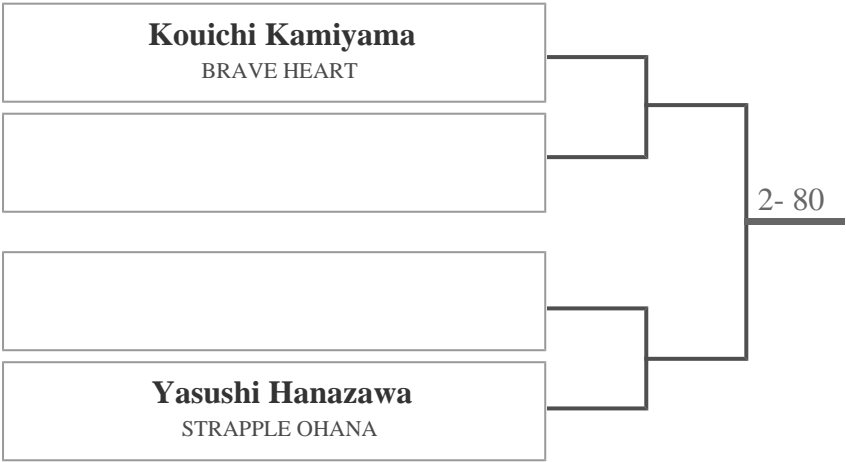 Kouichi Kamiyama
BRAVE HEART
2- 80
Yasushi Hanazawa
STRAPPLE OHANA